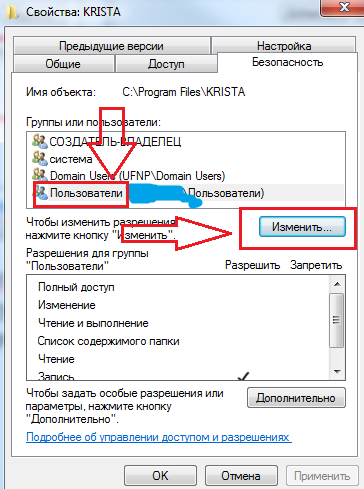 Свойства: KRISTA
Предыдущие версии
Настройка
Общие
Доступ
Безопасность
Имя объекта: C:\Program Files\KRISTA
Группы или пользователи:
СОЗДАТЕЛЬ-ВЛАДЕЛЕЦ
система
Domain Users (UFNP\Domain Users)
Пользователи \Пользователи)
Чтобы изменить разрешения,
нажмите кнопку "Изменить".
Изменить...
Разрешения для группы
"Пользователи"
Разрешить Запретить
Полный доступ
Изменение
Чтение и выполнение
Список содержимого папки
Чтение
Запись
Чтобы задать особые разрешения или
параметры, нажмите кнопку
"Дополнительно".
Дополнительно
Подробнее об управлении доступом и разрешениях
OK
Отмена
Применить